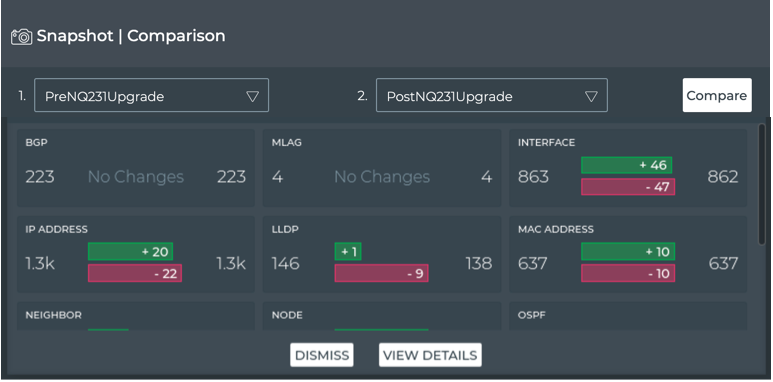 Snapshot | Comparison
1. PreNQ231Upgrade 2. PostNQ231Upgrade Compare
BGP MLAG INTERFACE
223 No Changes 223 4 No Changes 4 863 + 46 - 47 862
IP ADDRESS LLDP MAC ADDRESS
1.3k + 20 - 22 1.3k 146 + 1 - 9 138 637 + 10 - 10 637
NEIGHBOR NODE OSPF
DISMISS VIEW DETAILS